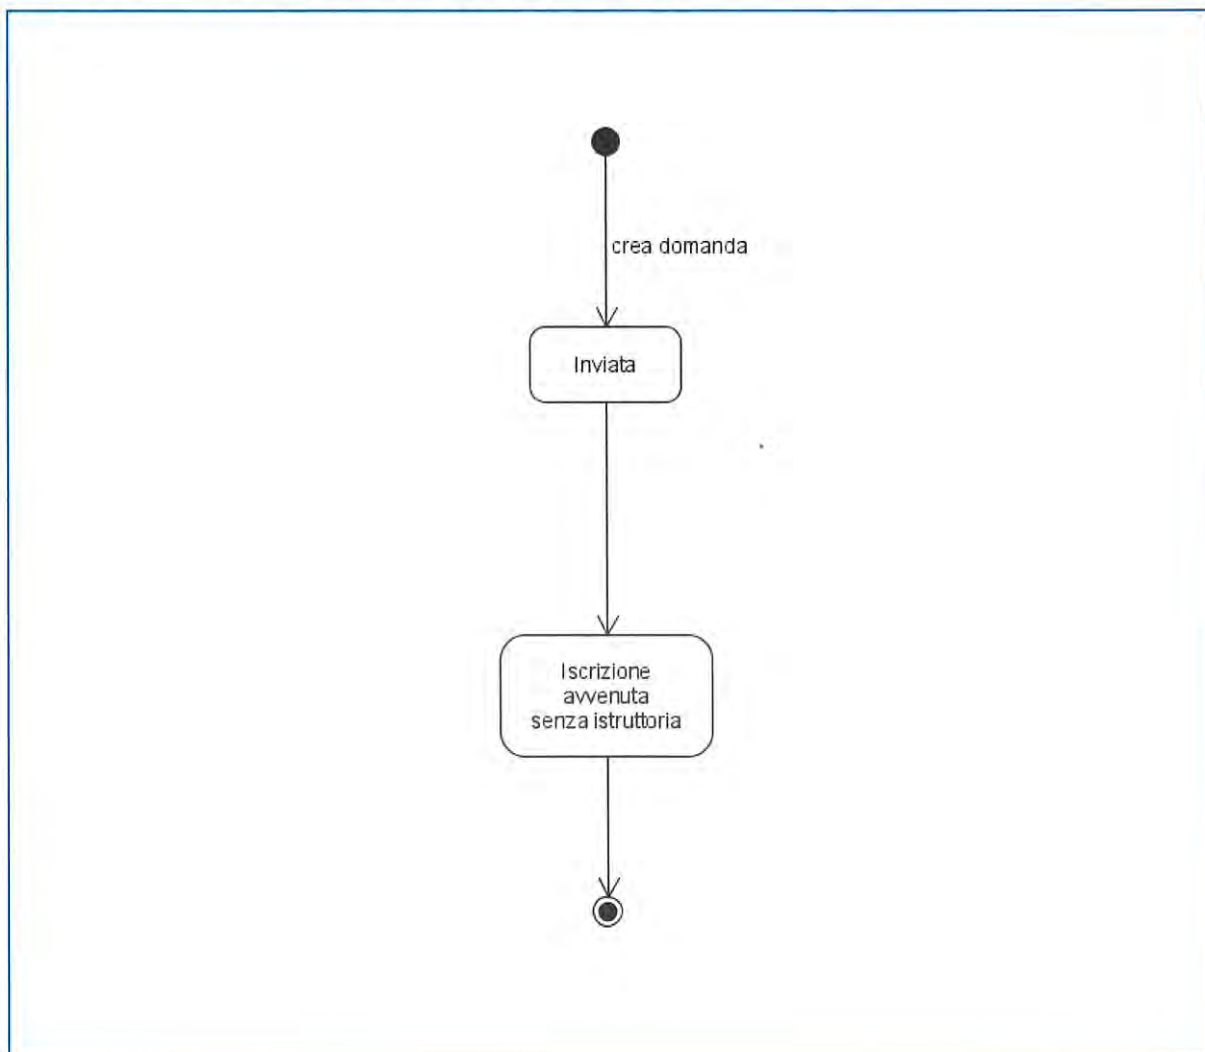 crea domanda
Inviata
Iscrizione
avvenuta
senza istruttoria